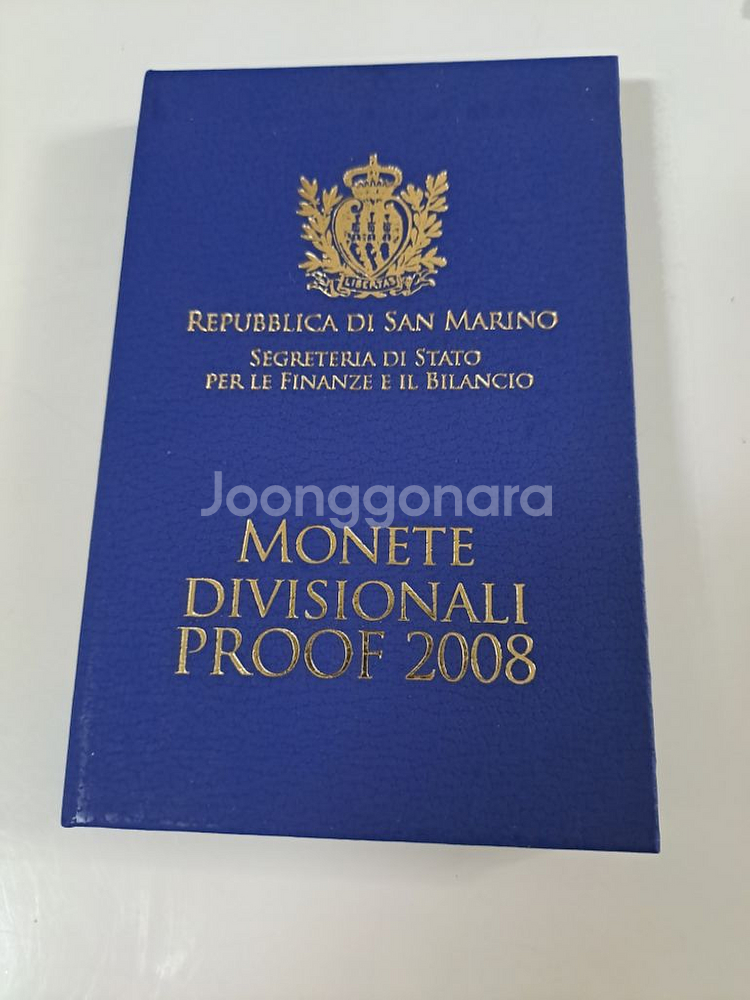 LIBERTAS
REPUBBLICA DI SAN MARINO
SEGRETERIA DI STATO
PER LE FINANZE E IL BILANCIO
Joonggonara
MONETE
DIVISIONALI
PROOF 2008